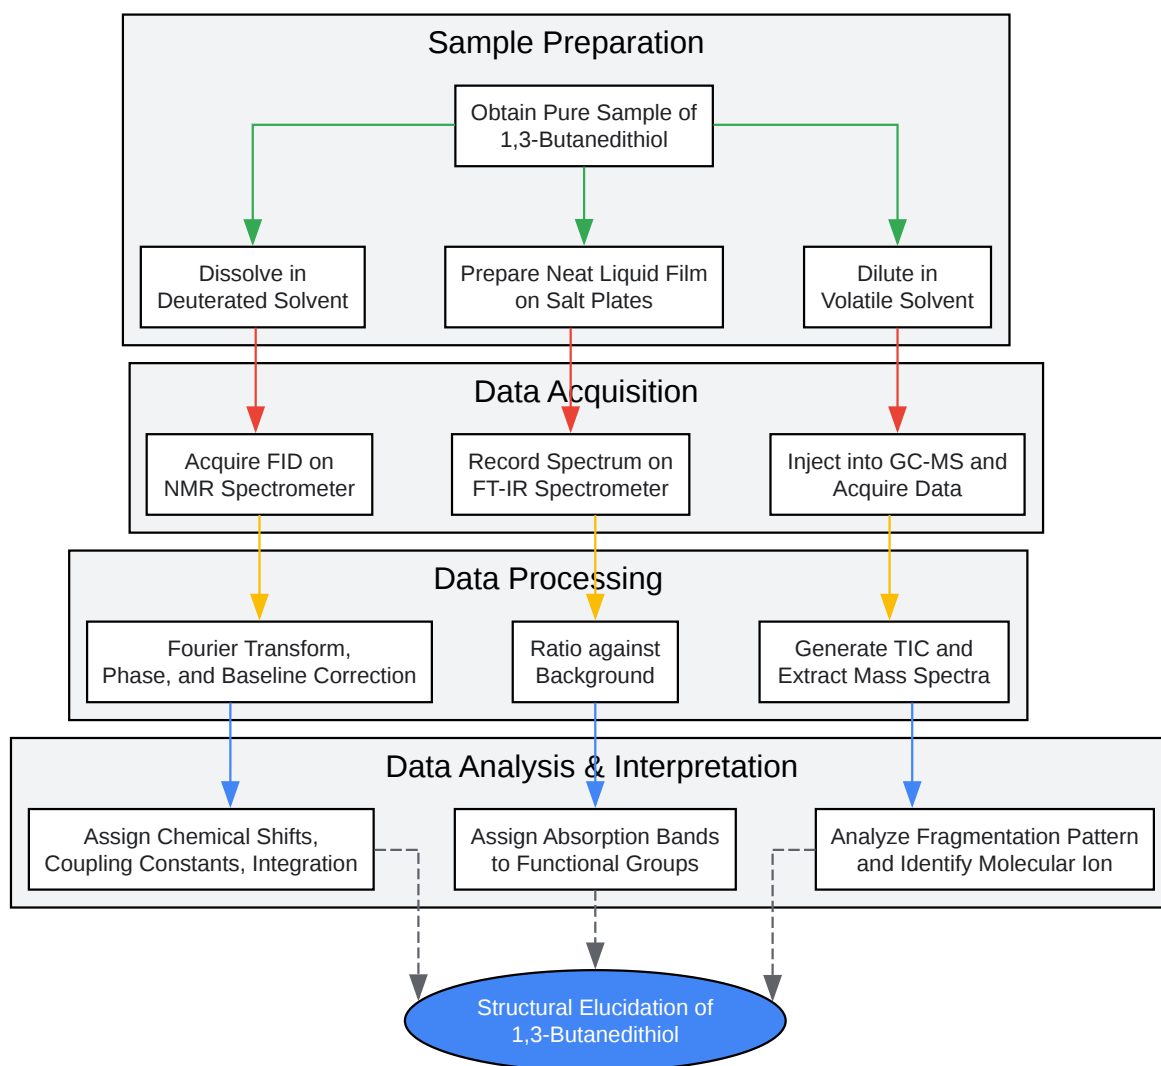 Sample Preparation
Obtain Pure Sample of
1,3-Butanedithiol
Dissolve in
Deuterated Solvent
Prepare Neat Liquid Film
on Salt Plates
Dilute in
Volatile Solvent
Data Acquisition
Acquire FID on
NMR Spectrometer
Record Spectrum on
FT-IR Spectrometer
Inject into GC-MS and
Acquire Data
Data Processing
Fourier Transform,
Phase, and Baseline Correction
Ratio against
Background
Generate TIC and
Extract Mass Spectra
Data Analysis & Interpretation
Assign Chemical Shifts,
Coupling Constants, Integration
Assign Absorption Bands
to Functional Groups
Analyze Fragmentation Pattern
and Identify Molecular Ion
Structural Elucidation of
1,3-Butanedithiol